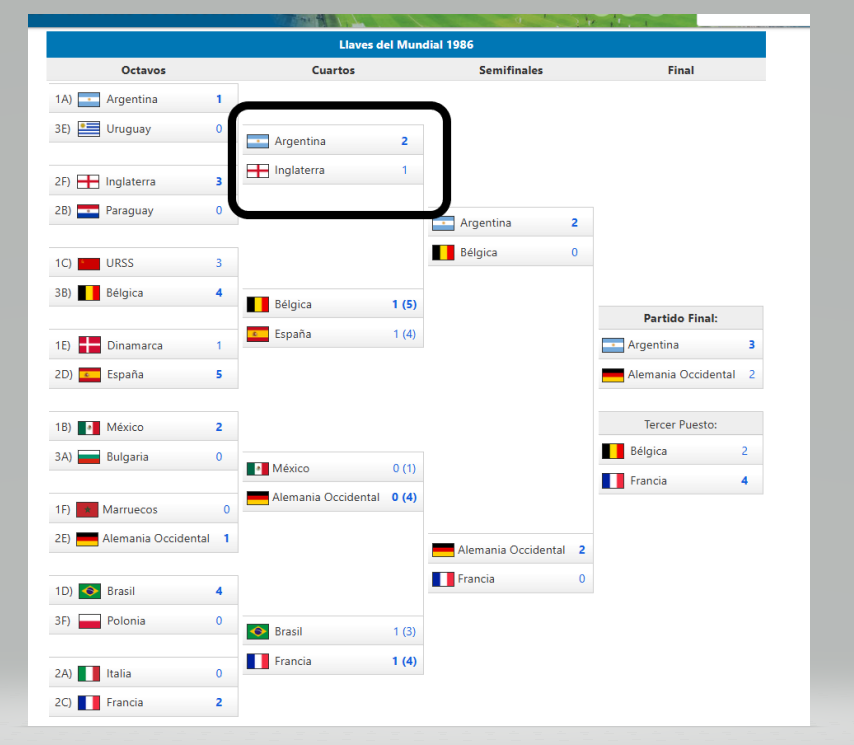 Llaves del Mundial 1986
Octavos Cuartos Semifinales Final
1A) Argentina 1
3E) Uruguay 0
2F) Inglaterra 3
2B) Paraguay 0
1C) URSS 3
3B) Bélgica 4
1E) Dinamarca 1
2D) España 5
1B) México 2
3A) Bulgaria 0
1F) Marruecos 0
2E) Alemania Occidental 1
1D) Brasil 4
3F) Polonia 0
2A) Italia 0
2C) Francia 2
Argentina 2
Inglaterra 1
Bélgica 1 (5)
España 1 (4)
México 0 (1)
Alemania Occidental 0 (4)
Brasil 1 (3)
Francia 1 (4)
Argentina 2
Bélgica 0
Alemania Occidental 2
Francia 0
Partido Final:
Argentina 3
Alemania Occidental 2
Tercer Puesto:
Bélgica 2
Francia 4